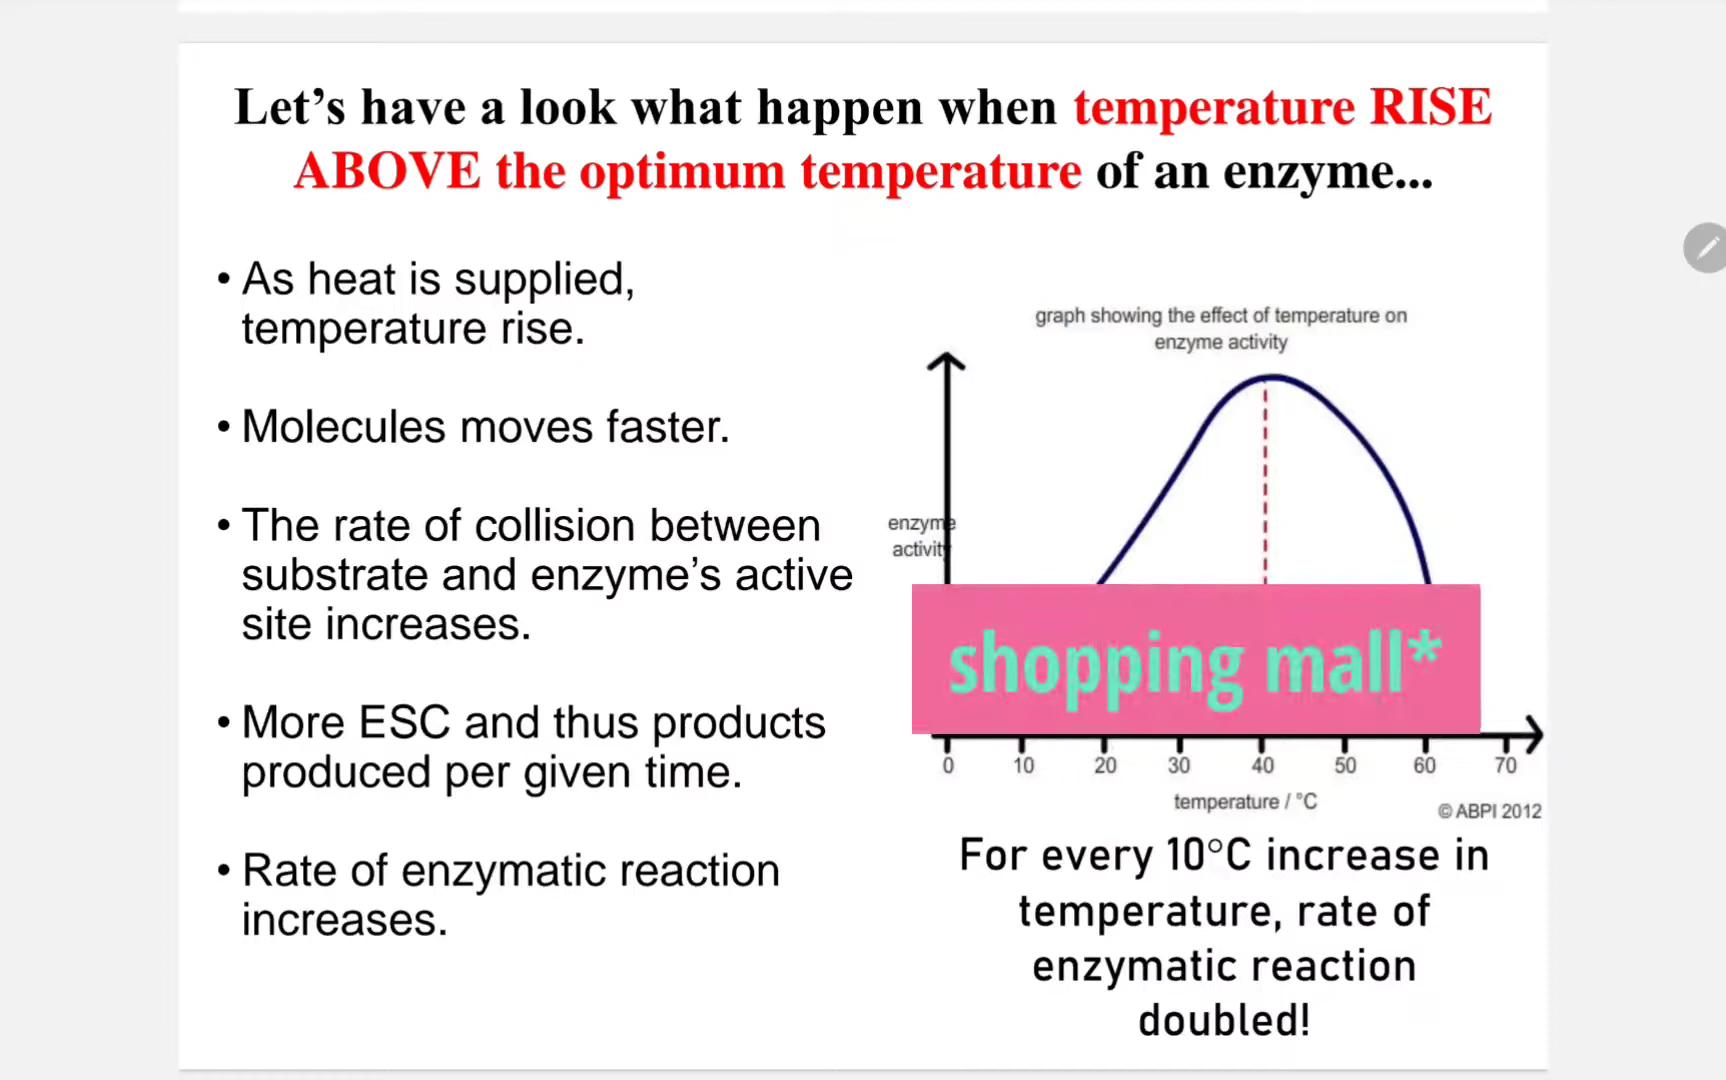 Let’s have a look what happen when temperature RISE
ABOVE the optimum temperature of an enzyme...
• As heat is supplied,
temperature rise.
• Molecules moves faster.
• The rate of collision between
substrate and enzyme’s active
site increases.
• More ESC and thus products
produced per given time.
• Rate of enzymatic reaction
increases.
graph showing the effect of temperature on
enzyme activity
enzyme
activity
shopping mall*
0 10 20 30 40 50 60 70
temperature / °C
© ABPI 2012
For every 10°C increase in
temperature, rate of
enzymatic reaction
doubled!